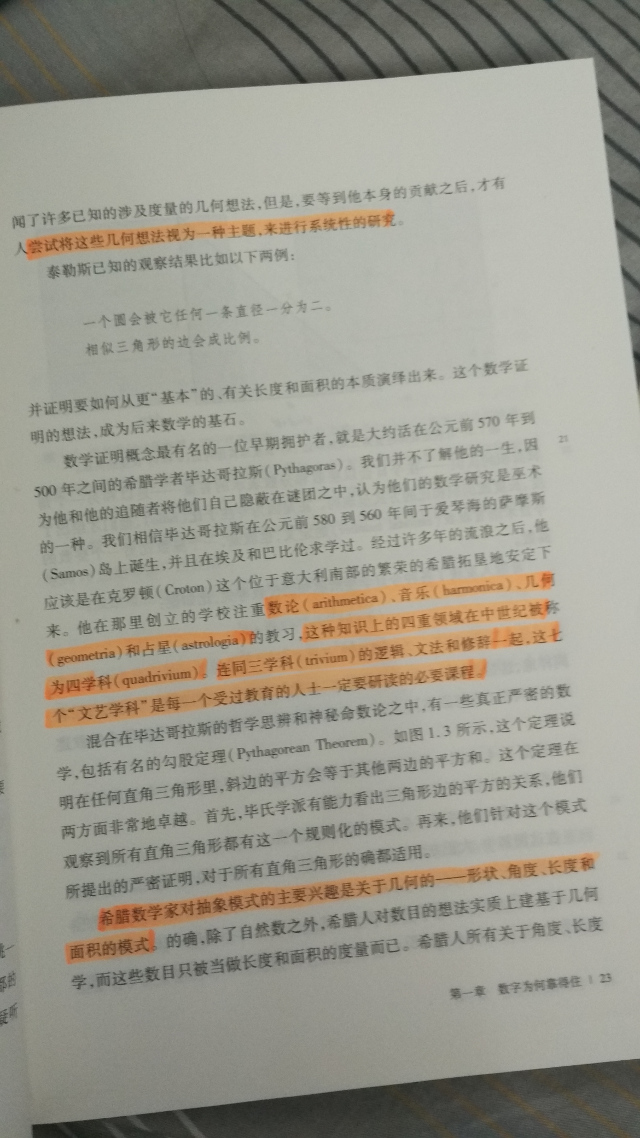 闻了许多已知的涉及度量的几何想法,但是,要等到他本身的贡献之后,才有
人尝试将这些几何想法视为一种主题,来进行系统性的研究。
泰勒斯已知的观察结果比如以下两例:
一个圆会被它任何一条直径一分为二。
相似三角形的边会成比例。
并证明要如何从更“基本”的、有关长度和面积的本质演绎出来。这个数学证
明的想法,成为后来数学的基石。
数学证明概念最有名的一位早期拥护者,就是大约活在公元前 570 年到
21
500 年之间的希腊学者毕达哥拉斯(Pythagoras)。我们并不了解他的一生,因
为他和他的追随者将他们自己隐蔽在谜团之中,认为他们的数学研究是巫术
的一种。我们相信毕达哥拉斯在公元前 580 到 560 年间于爱琴海的萨摩斯
(Samos)岛上诞生,并且在埃及和巴比伦求学过。经过许多年的流浪之后,他
应该是在克罗顿(Croton)这个位于意大利南部的繁荣的希腊拓垦地安定下
来。他在那里创立的学校注重数论(arithmetica)、音乐(harmonica)、几何
(geometria)和占星(astrologia)的教习,这种知识上的四重领域在中世纪被称
为四学科(quadrivium)。连同三学科(trivium)的逻辑、文法和修辞一起,这七
个“文艺学科”是每一个受过教育的人士一定要研读的必要课程。
混合在毕达哥拉斯的哲学思辨和神秘命数论之中,有一些真正严密的数
学,包括有名的勾股定理(Pythagorean Theorem)。如图 1.3 所示,这个定理说
明在任何直角三角形里,斜边的平方会等于其他两边的平方和。这个定理在
两方面非常地卓越。首先,毕氏学派有能力看出三角形边的平方的关系,他们
观察到所有直角三角形都有这一个规则化的模式。再来,他们针对这个模式
所提出的严密证明,对于所有直角三角形的确都适用。
希腊数学家对抽象模式的主要兴趣是关于几何的——形状、角度、长度和
面积的模式。的确,除了自然数之外,希腊人对数目的想法实质上建基于几何
学,而这些数目只被当做长度和面积的度量而已。希腊人所有关于角度、长度
第一章 数字为何靠得住 | 23